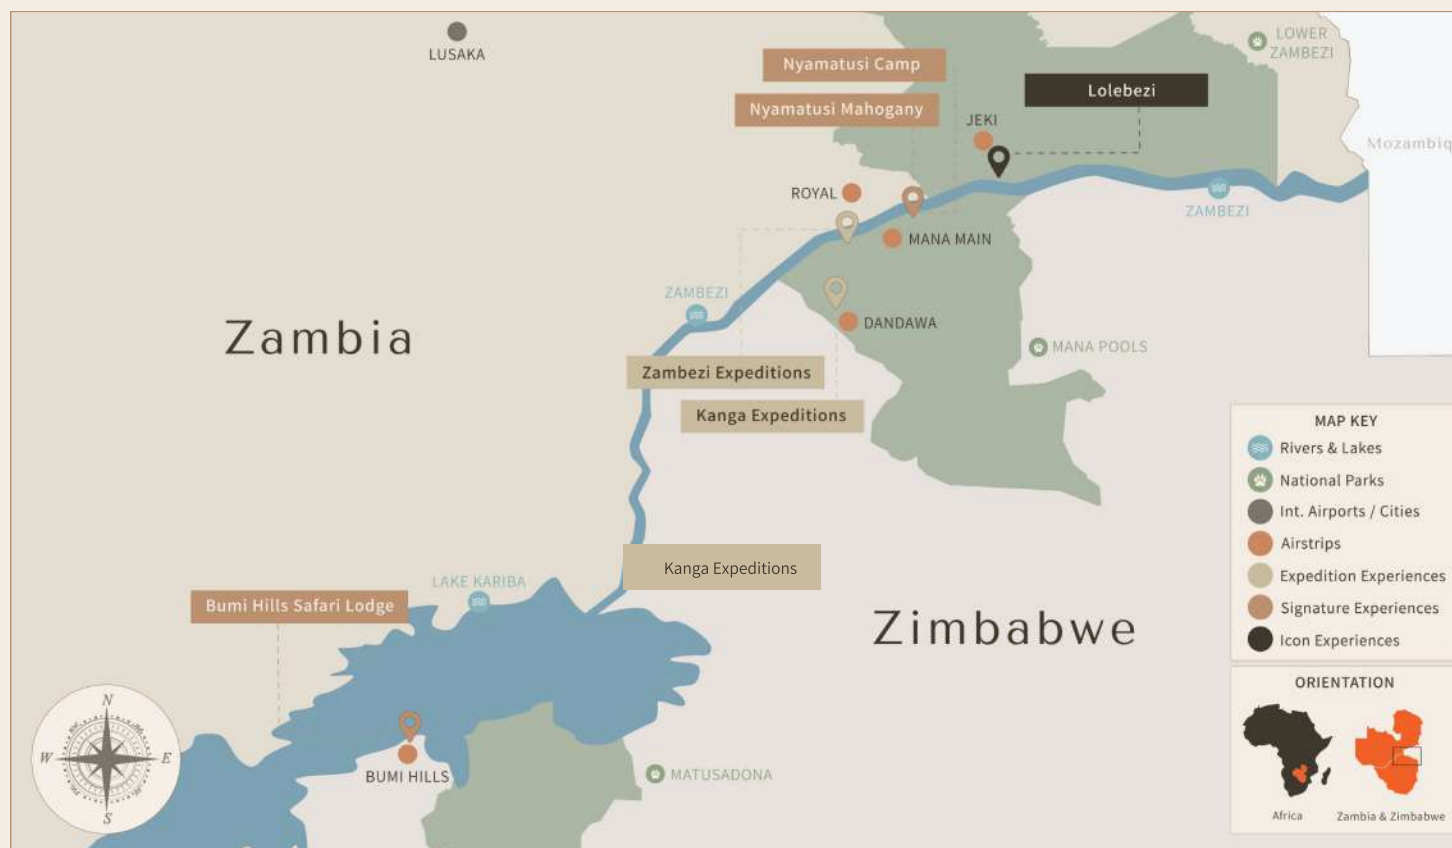 LUSAKA
Nyamatusi Camp
Nyamatusi Mahogany
Lolebezi
LOWER
ZAMBEZI
JEKI
Mozambiq
ROYAL
ZAMBEZI
MANA MAIN
ZAMBEZI
DANDAWA
Zambia
MANA POOLS
Zambezi Expeditions
Kanga Expeditions
Kanga Expeditions
LAKE KARIBA
Bumi Hills Safari Lodge
Zimbabwe
BUMI HILLS
MATUSADONA
N
W
E
S
MAP KEY
Rivers & Lakes
National Parks
Int. Airports / Cities
Airstrips
Expedition Experiences
Signature Experiences
Icon Experiences
ORIENTATION
Africa
Zambia & Zimbabwe